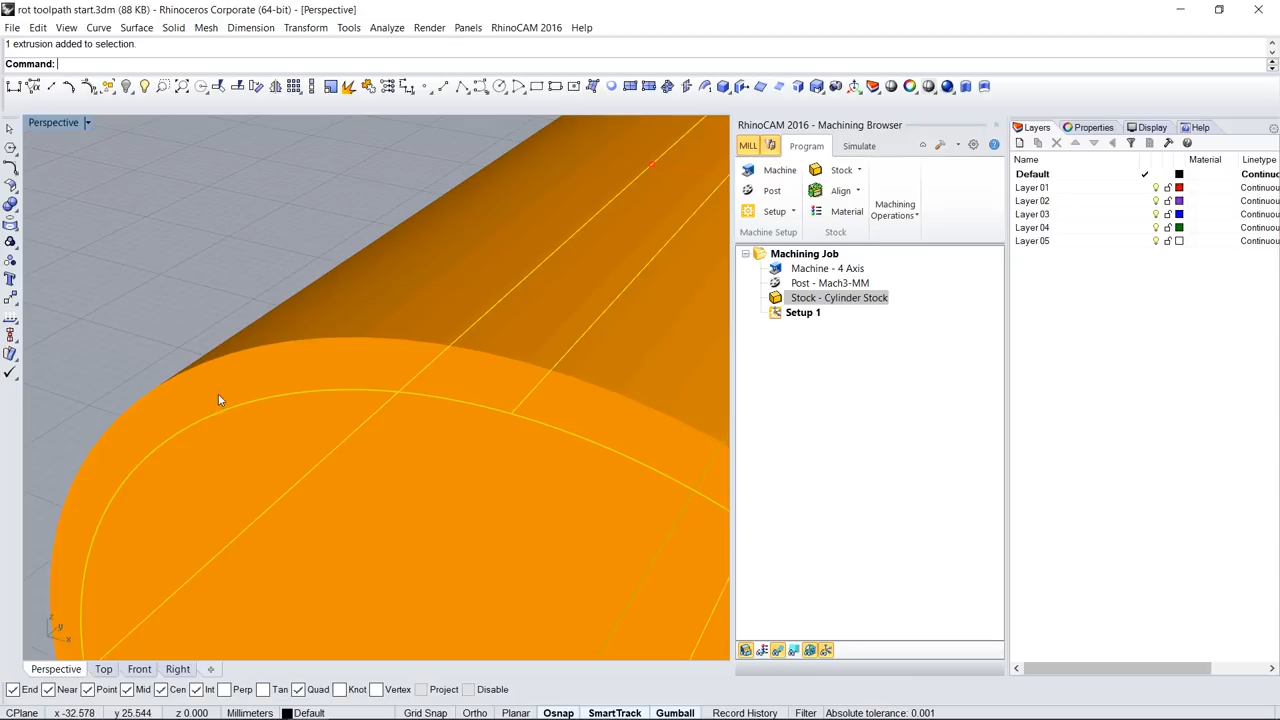 rot toolpath start.3dm (88 KB) - Rhinoceros Corporate (64-bit) - [Perspective]
File Edit View Curve Surface Solid Mesh Dimension Transform Tools Analyze Render Panels RhinoCAM 2016 Help
1 extrusion added to selection.
Command:
Perspective
RhinoCAM 2016 - Machining Browser
MILL Program Simulate
Machine Stock
Post Align
Setup Material
Machining Operations
Machine Setup Stock
Machining Job
Machine - 4 Axis
Post - Mach3-MM
Stock - Cylinder Stock
Setup 1
Layers Properties Display Help
Name Material Linetype
Default Continuou
Layer 01 Continuou
Layer 02 Continuou
Layer 03 Continuou
Layer 04 Continuou
Layer 05 Continuou
z
y
x
Perspective Top Front Right
End Near Point Mid Cen Int Perp Tan Quad Knot Vertex Project Disable
CPlane x -32.578 y 25.544 z 0.000 Millimeters Default Grid Snap Ortho Planar Osnap SmartTrack Gumball Record History Filter Absolute tolerance: 0.001